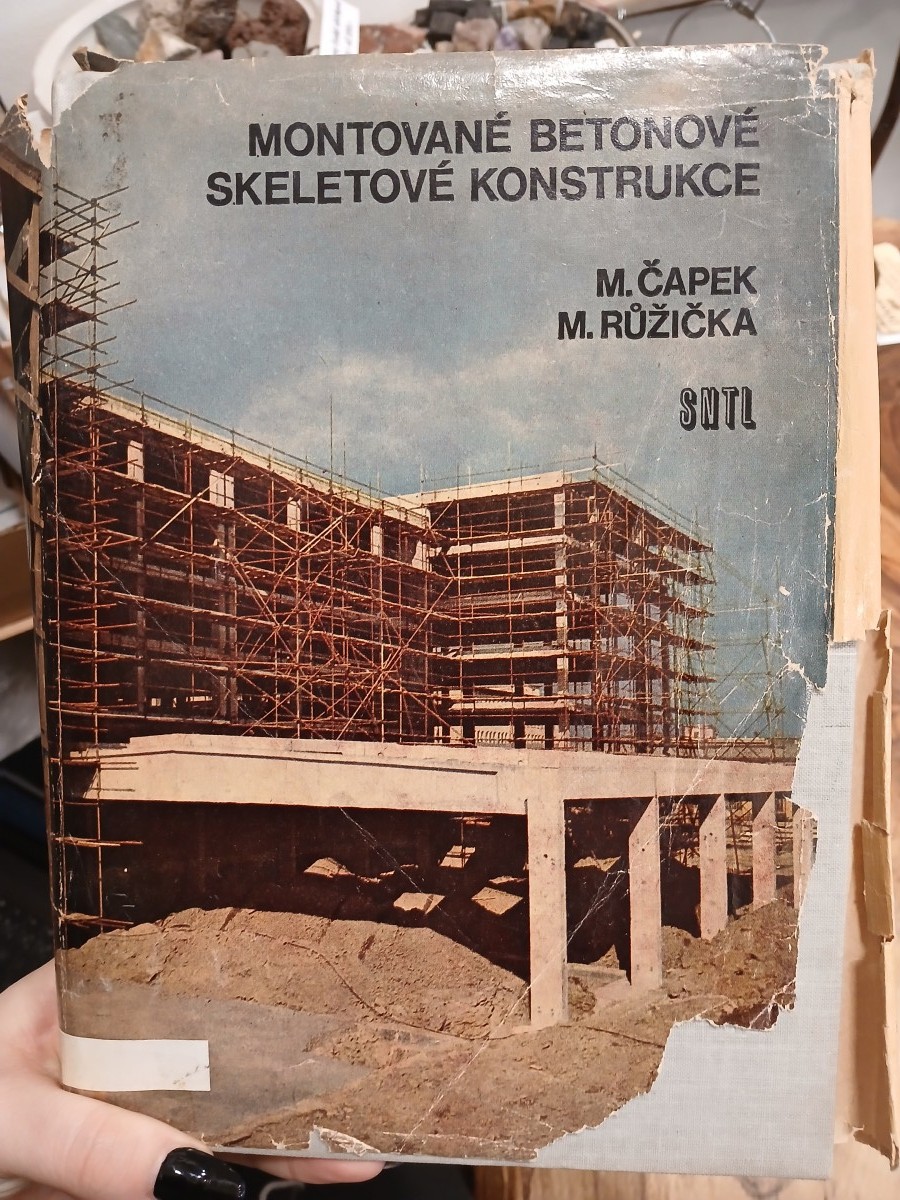 MONTOVANÉ BETONOVÉ
SKELETOVÉ KONSTRUKCE
M. ČAPEK
M. RŮŽIČKA
SNTL